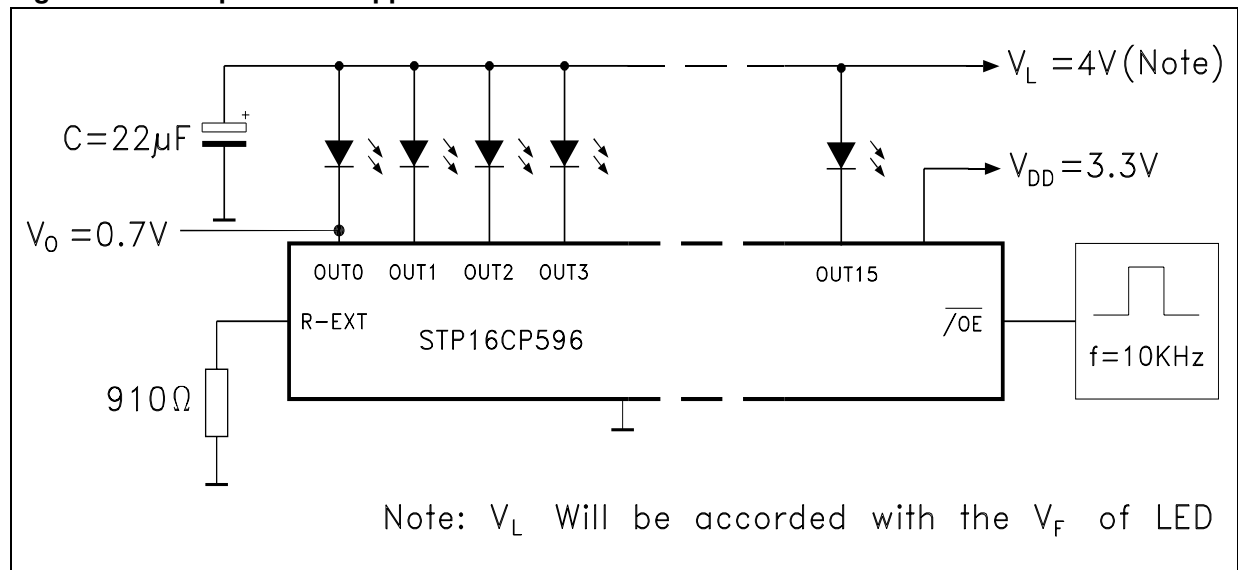 V_L =4V(Note)
+
C=22µF
V_DD =3.3V
V_O =0.7V
OUT0 OUT1 OUT2 OUT3 OUT15
R-EXT
/OE
STP16CP596
f=10KHz
910Ω
Note: V_L Will be accorded with the V_F of LED